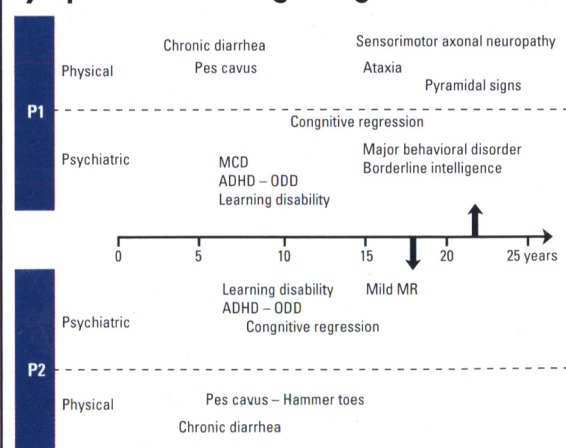 Chronic diarrhea
Sensorimotor axonal neuropathy
Physical
Pes cavus
Ataxia
Pyramidal signs
P1
Congnitive regression
Psychiatric
MCD
Major behavioral disorder
ADHD – ODD
Borderline intelligence
Learning disability
0 5 10 15 20 25 years
Learning disability
Mild MR
ADHD – ODD
Psychiatric
Congnitive regression
P2
Physical
Pes cavus – Hammer toes
Chronic diarrhea